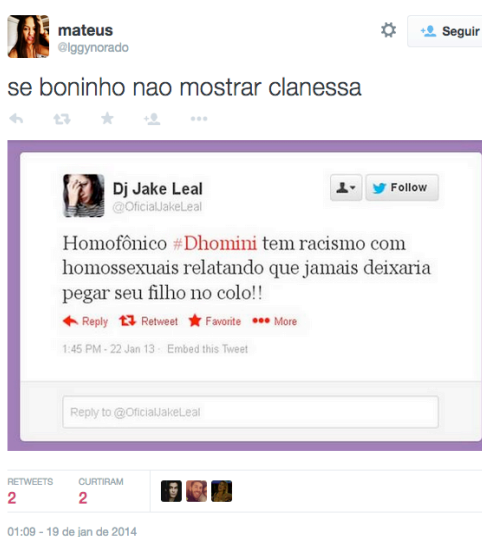 mateus
@Iggynorado
Seguir
se boninho nao mostrar clanessa
Dj Jake Leal
@OficialJakeLeal
Follow
Homofônico #Dhomini tem racismo com
homossexuais relatando que jamais deixaria
pegar seu filho no colo!!
Reply Retweet Favorite More
1:45 PM - 22 Jan 13 · Embed this Tweet
Reply to @OficialJakeLeal
RETWEETS CURTIRAM
2 2
01:09 - 19 de jan de 2014